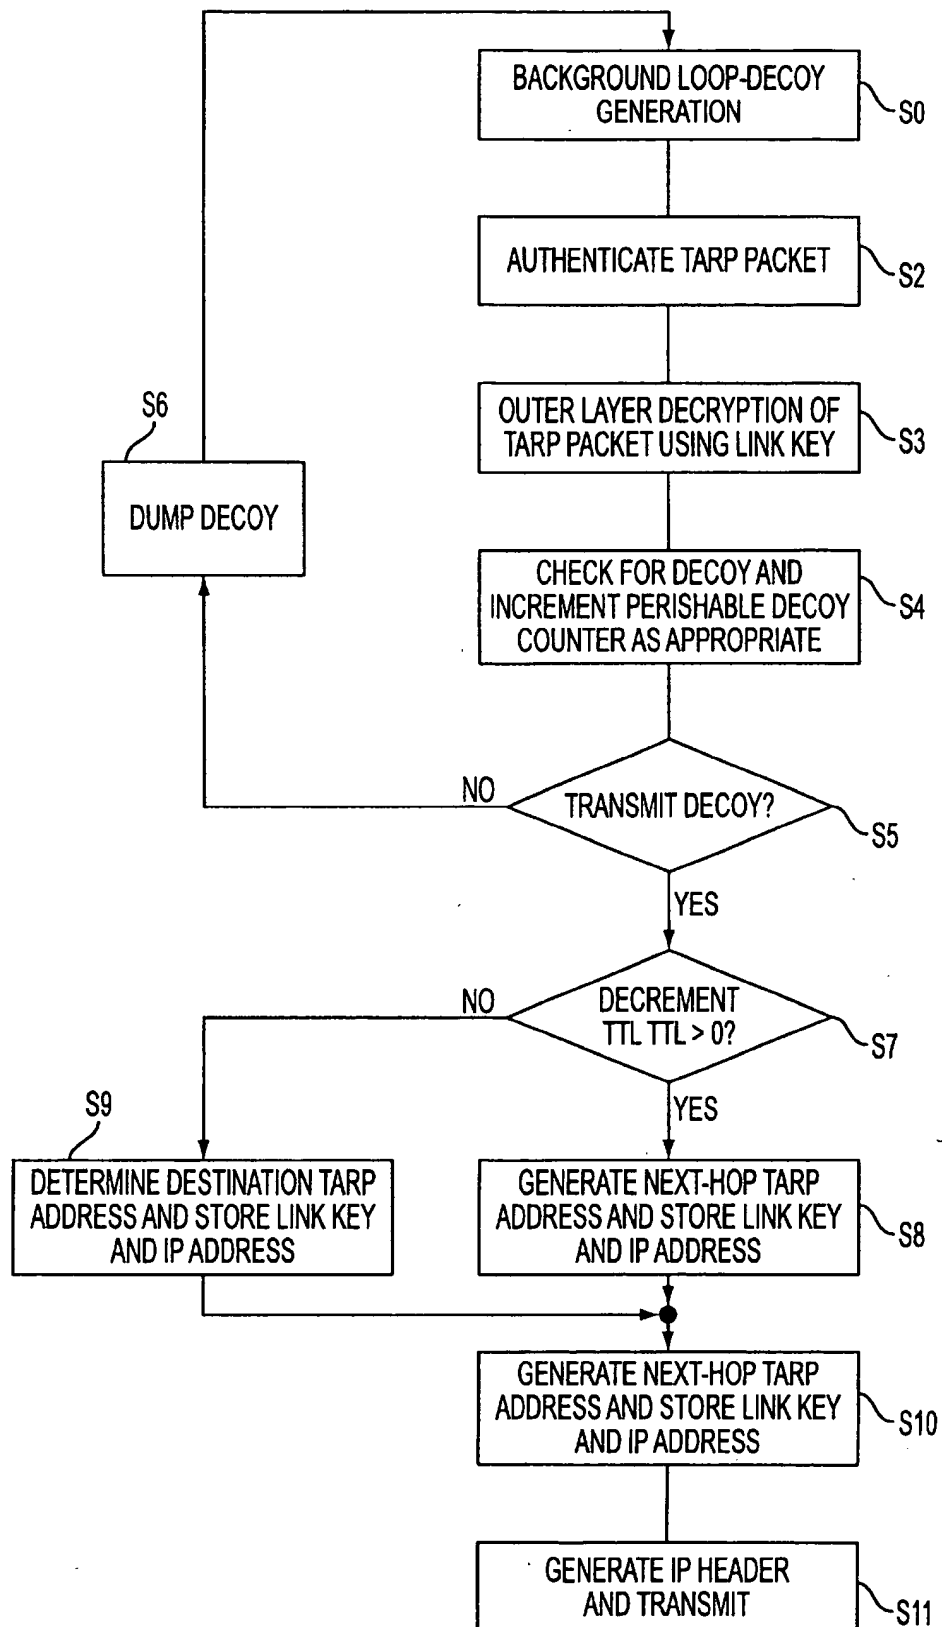 BACKGROUND LOOP-DECOY
GENERATION
S0
AUTHENTICATE TARP PACKET
S2
OUTER LAYER DECRYPTION OF
TARP PACKET USING LINK KEY
S3
S6
DUMP DECOY
CHECK FOR DECOY AND
INCREMENT PERISHABLE DECOY
COUNTER AS APPROPRIATE
S4
NO
TRANSMIT DECOY?
S5
YES
NO
DECREMENT
TTL TTL > 0?
S7
YES
S9
DETERMINE DESTINATION TARP
ADDRESS AND STORE LINK KEY
AND IP ADDRESS
GENERATE NEXT-HOP TARP
ADDRESS AND STORE LINK KEY
AND IP ADDRESS
S8
GENERATE NEXT-HOP TARP
ADDRESS AND STORE LINK KEY
AND IP ADDRESS
S10
GENERATE IP HEADER
AND TRANSMIT
S11